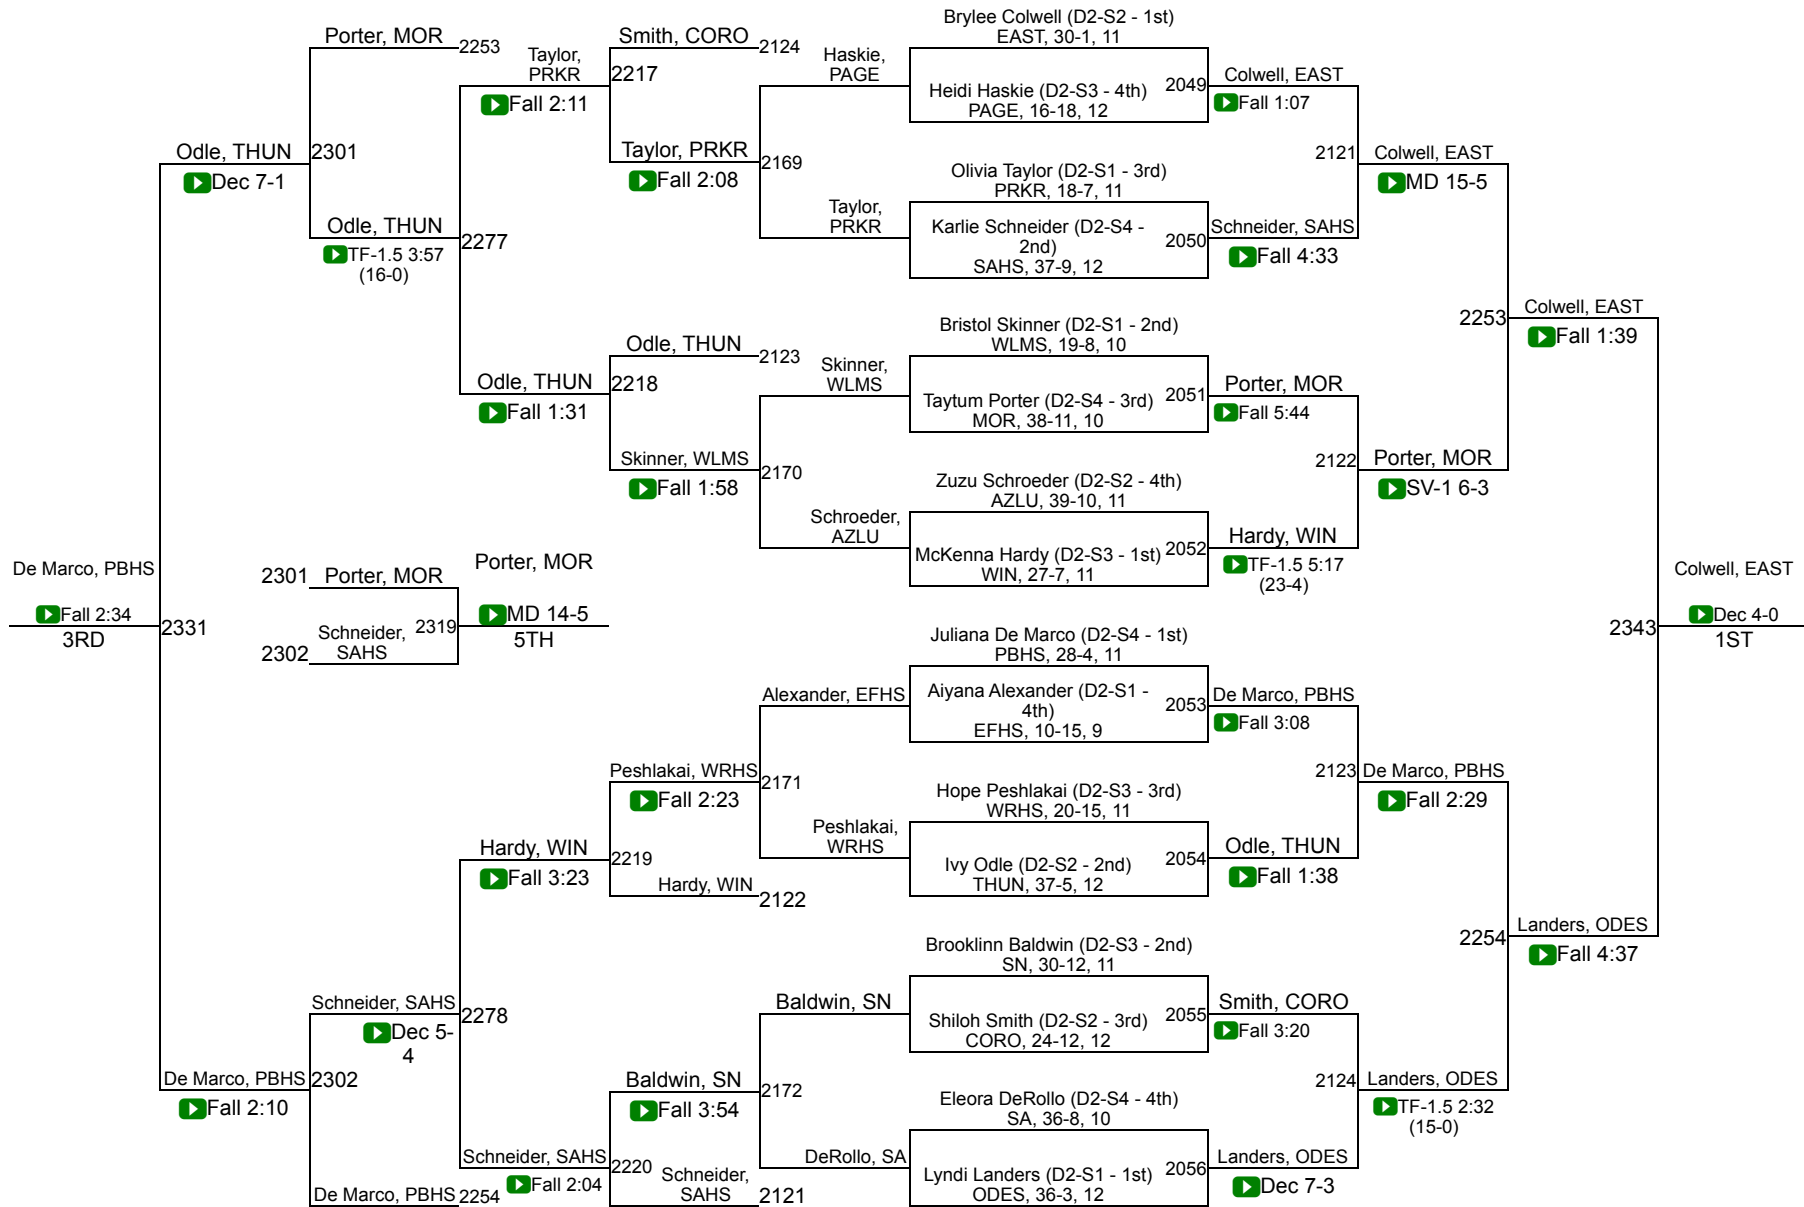 Porter, MOR
2253
Taylor,
PRKR
Fall 2:11
Smith, CORO
2124
2217
Haskie,
PAGE
Brylee Colwell (D2-S2 - 1st)
EAST, 30-1, 11
Heidi Haskie (D2-S3 - 4th)
PAGE, 16-18, 12
2049
Colwell, EAST
Fall 1:07
Odle, THUN
Dec 7-1
2301
Taylor, PRKR
Fall 2:08
2169
Olivia Taylor (D2-S1 - 3rd)
PRKR, 18-7, 11
2121
Colwell, EAST
MD 15-5
Odle, THUN
TF-1.5 3:57
(16-0)
2277
Taylor,
PRKR
Karlie Schneider (D2-S4 -
2nd)
SAHS, 37-9, 12
2050
Schneider, SAHS
Fall 4:33
2253
Colwell, EAST
Fall 1:39
Odle, THUN
Fall 1:31
Odle, THUN
2123
2218
Skinner,
WLMS
Bristol Skinner (D2-S1 - 2nd)
WLMS, 19-8, 10
Taytum Porter (D2-S4 - 3rd)
MOR, 38-11, 10
2051
Porter, MOR
Fall 5:44
Skinner, WLMS
Fall 1:58
2170
Zuzu Schroeder (D2-S2 - 4th)
AZLU, 39-10, 11
2122
Porter, MOR
SV-1 6-3
Schroeder,
AZLU
McKenna Hardy (D2-S3 - 1st)
WIN, 27-7, 11
2052
Hardy, WIN
TF-1.5 5:17
(23-4)
De Marco, PBHS
Fall 2:34
3RD
2331
2301
Porter, MOR
2302
Schneider,
SAHS
2319
Porter, MOR
MD 14-5
5TH
2343
Colwell, EAST
Dec 4-0
1ST
Juliana De Marco (D2-S4 - 1st)
PBHS, 28-4, 11
Alexander, EFHS
Aiyana Alexander (D2-S1 -
4th)
EFHS, 10-15, 9
2053
De Marco, PBHS
Fall 3:08
Peshlakai, WRHS
Fall 2:23
2171
Hope Peshlakai (D2-S3 - 3rd)
WRHS, 20-15, 11
2123
De Marco, PBHS
Fall 2:29
Hardy, WIN
Fall 3:23
2219
Hardy, WIN
2122
Peshlakai,
WRHS
Ivy Odle (D2-S2 - 2nd)
THUN, 37-5, 12
2054
Odle, THUN
Fall 1:38
2254
Landers, ODES
Fall 4:37
Schneider, SAHS
Dec 5-
4
2278
Baldwin, SN
Brooklinn Baldwin (D2-S3 - 2nd)
SN, 30-12, 11
Shiloh Smith (D2-S2 - 3rd)
CORO, 24-12, 12
2055
Smith, CORO
Fall 3:20
De Marco, PBHS
Fall 2:10
2302
Baldwin, SN
Fall 3:54
2172
Eleora DeRollo (D2-S4 - 4th)
SA, 36-8, 10
2124
Landers, ODES
TF-1.5 2:32
(15-0)
De Marco, PBHS
2254
Schneider, SAHS
Fall 2:04
2220
Schneider,
SAHS
2121
DeRollo, SA
Lyndi Landers (D2-S1 - 1st)
ODES, 36-3, 12
2056
Landers, ODES
Dec 7-3